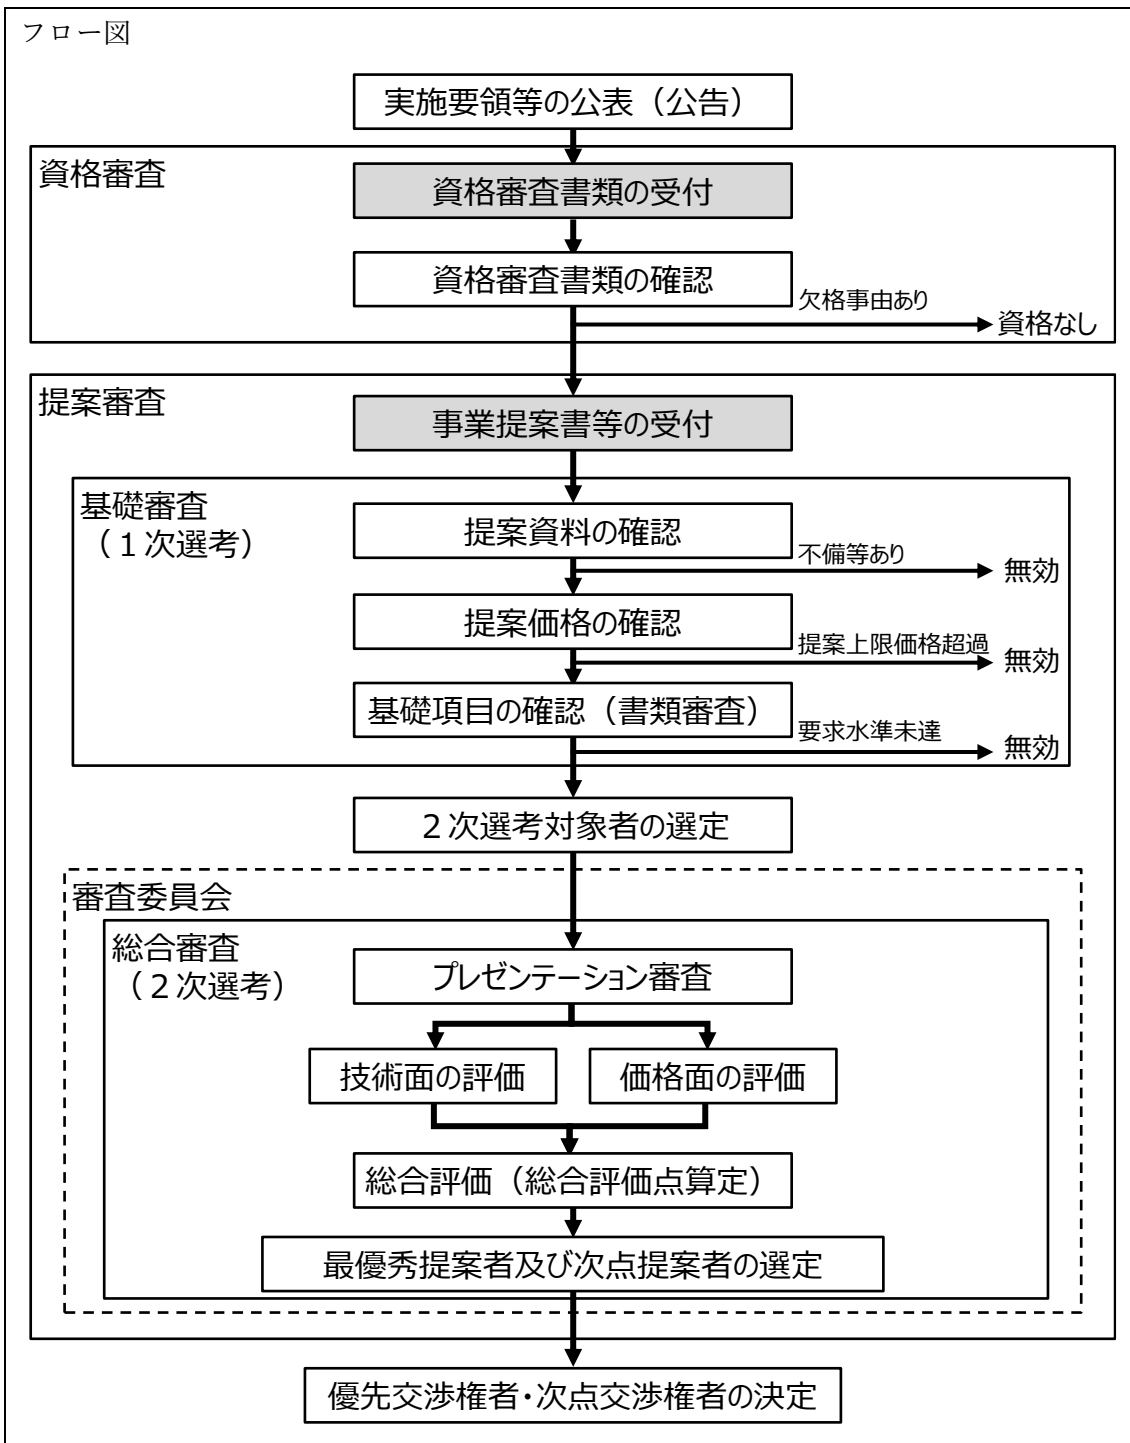 フロー図
実施要領等の公表（公告）
資格審査
資格審査書類の受付
資格審査書類の確認
欠格事由あり
資格なし
提案審査
事業提案書等の受付
基礎審査
（１次選考）
提案資料の確認
不備等あり
無効
提案価格の確認
提案上限価格超過
無効
基礎項目の確認（書類審査）
要求水準未達
無効
２次選考対象者の選定
審査委員会
総合審査
（２次選考）
プレゼンテーション審査
技術面の評価
価格面の評価
総合評価（総合評価点算定）
最優秀提案者及び次点提案者の選定
優先交渉権者・次点交渉権者の決定